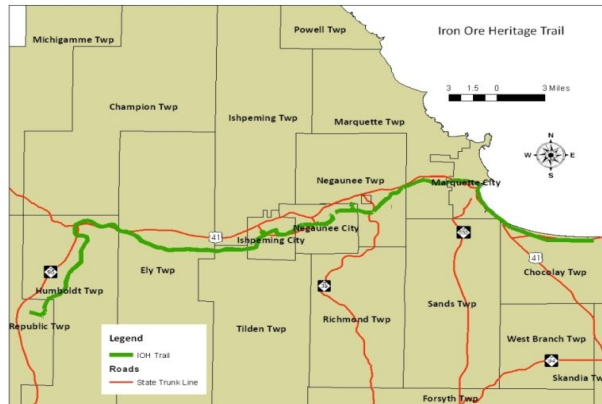 Iron Ore Heritage Trail
3 1.5 0 3 Miles
N
W E
S
Powell Twp
Michigamme Twp
Champion Twp
Ishpeming Twp
Marquette Twp
Negaunee Twp
Marquette City
Negaunee City
41
Ishpeming City
Ely Twp
41
Chocolay Twp
Humboldt Twp
Sands Twp
Richmond Twp
Republic Twp
Tilden Twp
West Branch Twp
Skandia Tw
Forsyth Twp
Legend
IOH Trail
Roads
State Trunk Line